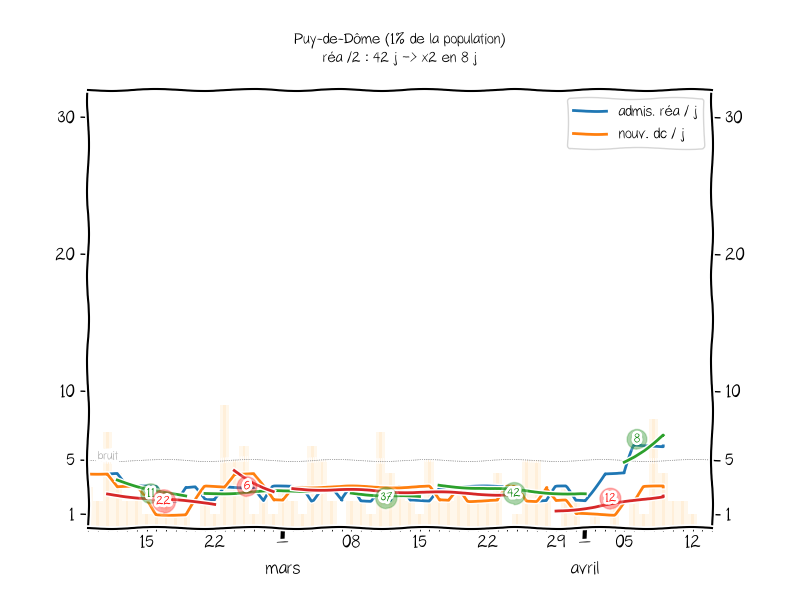 Puy-de-Dôme (1% de la population)
réa /2 : 42 j -> x2 en 8 j
admis. réa / j
nouv. dc / j
30 30
20 20
10 10
bruit
5 5
1 1
11 22 6 37 42 12 8
15 22 1 08 15 22 29 1 05 12
mars avril